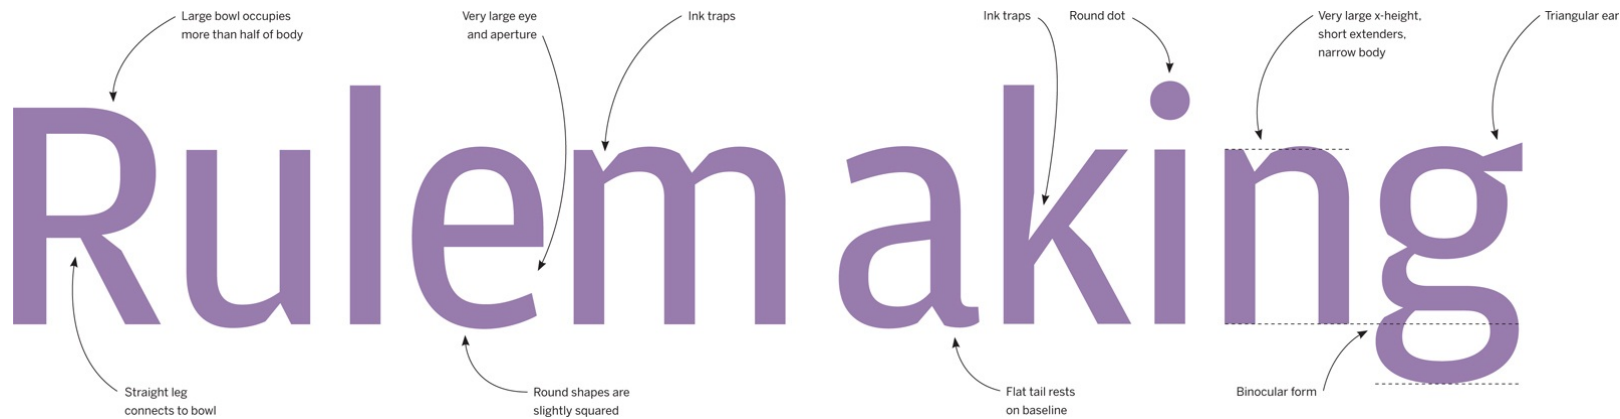 Large bowl occupies
more than half of body
Very large eye
and aperture
Ink traps
Ink traps
Round dot
Very large x-height,
short extenders,
narrow body
Triangular ear
Rulemaking
Straight leg
connects to bowl
Round shapes are
slightly squared
Flat tail rests
on baseline
Binocular form